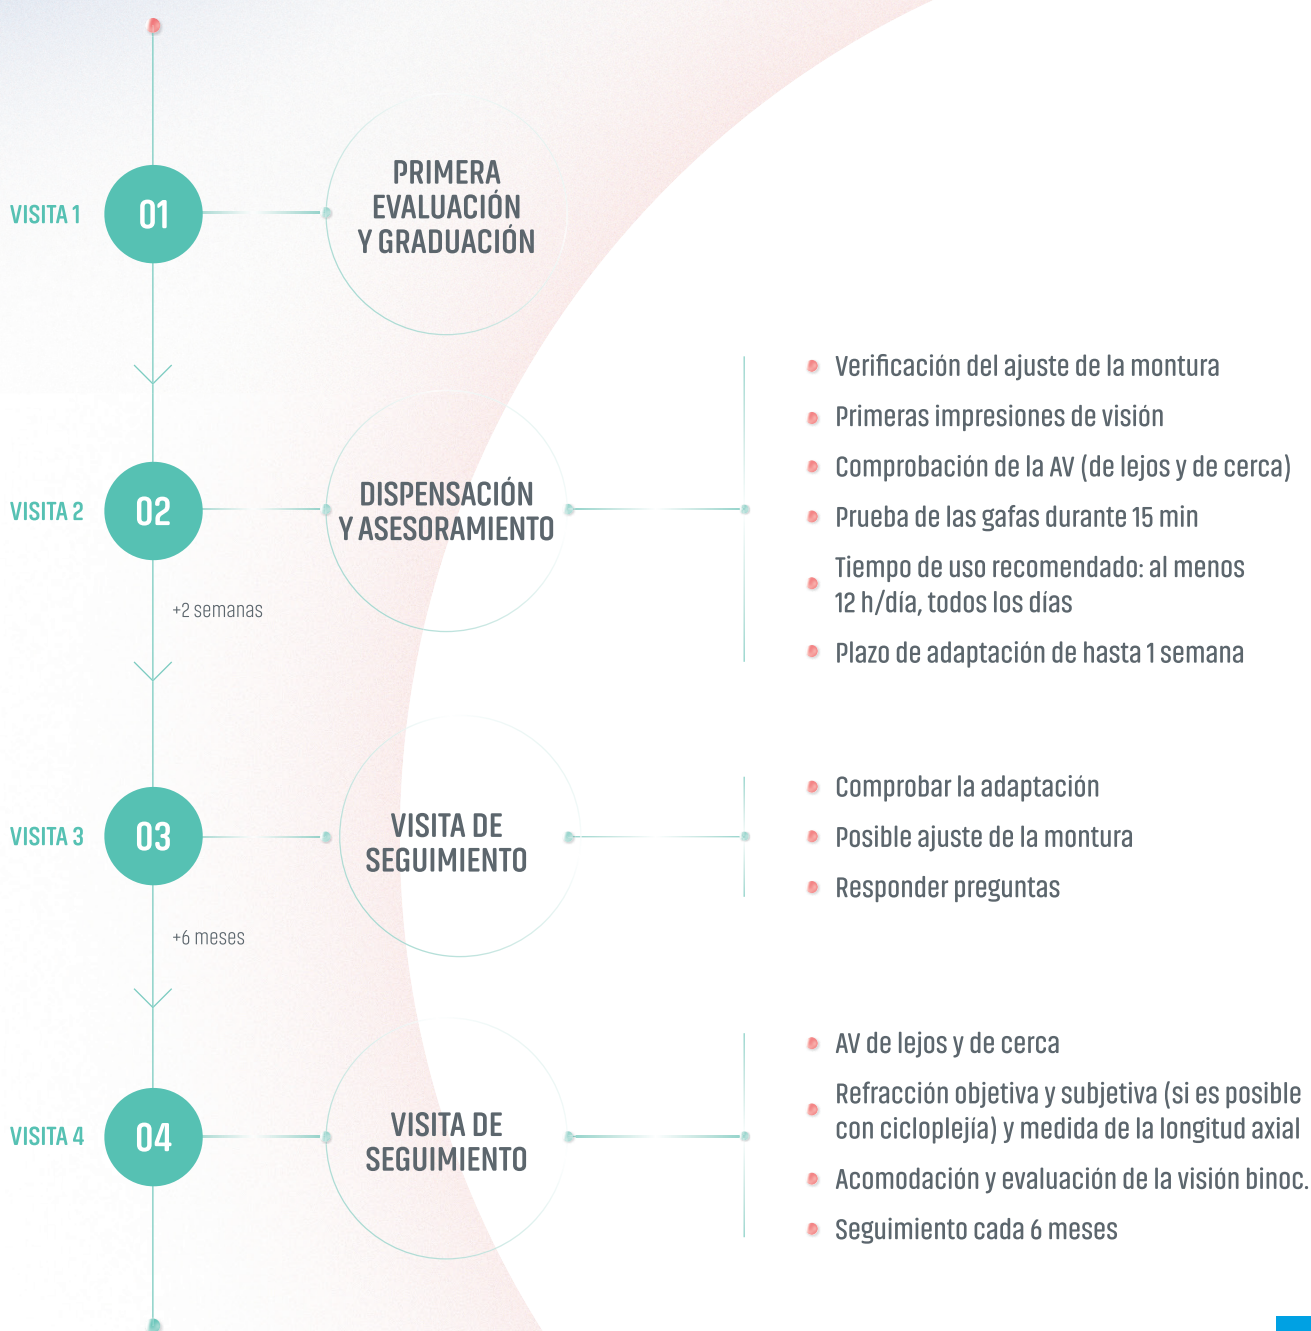 VISITA 1
01
PRIMERA
EVALUACIÓN
Y GRADUACIÓN
VISITA 2
02
DISPENSACIÓN
Y ASESORAMIENTO
Verificación del ajuste de la montura
Primeras impresiones de visión
Comprobación de la AV (de lejos y de cerca)
Prueba de las gafas durante 15 min
Tiempo de uso recomendado: al menos
12 h/día, todos los días
Plazo de adaptación de hasta 1 semana
+2 semanas
VISITA 3
03
VISITA DE
SEGUIMIENTO
Comprobar la adaptación
Posible ajuste de la montura
Responder preguntas
+6 meses
VISITA 4
04
VISITA DE
SEGUIMIENTO
AV de lejos y de cerca
Refracción objetiva y subjetiva (si es posible
con cicloplejía) y medida de la longitud axial
Acomodación y evaluación de la visión binoc.
Seguimiento cada 6 meses